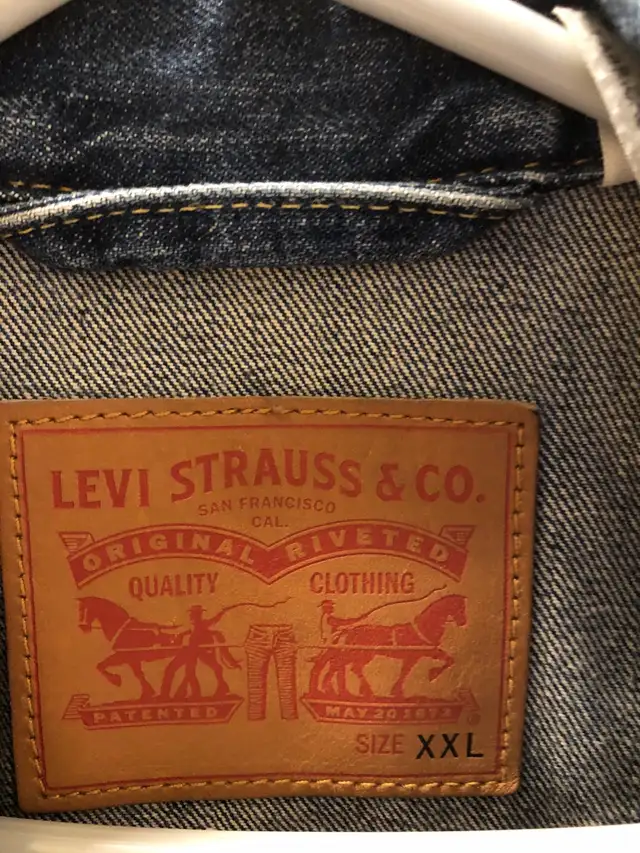 LEVI STRAUSS & CO.
SAN FRANCISCO
CAL.
ORIGINAL RIVETED
QUALITY CLOTHING
PATENTED MAY 20 1873
SIZE XXL